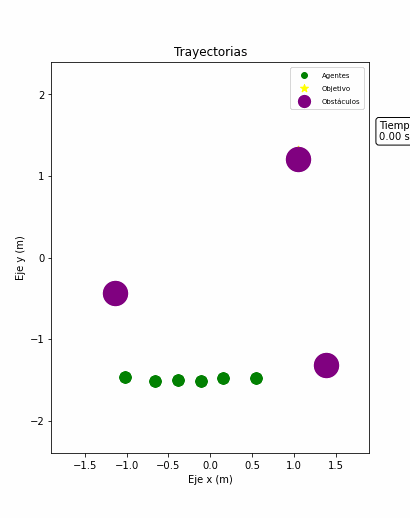 Trayectorias
Agentes
Objetivo
Obstáculos
Tiemp
0.00 s
2
1
0
−1
−2
Eje y (m)
−1.5 −1.0 −0.5 0.0 0.5 1.0 1.5
Eje x (m)